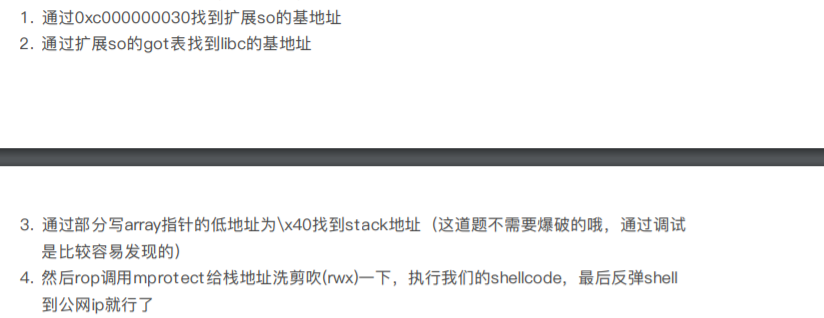 1. 通过0xc000000030找到扩展so的基地址
2. 通过扩展so的got表找到libc的基地址
3. 通过部分写array指针的低地址为\x40找到stack地址（这道题不需要爆破的哦，通过调试
是比较容易发现的）
4. 然后rop调用mprotect给栈地址洗剪吹(rwx)一下，执行我们的shellcode，最后反弹shell
到公网ip就行了